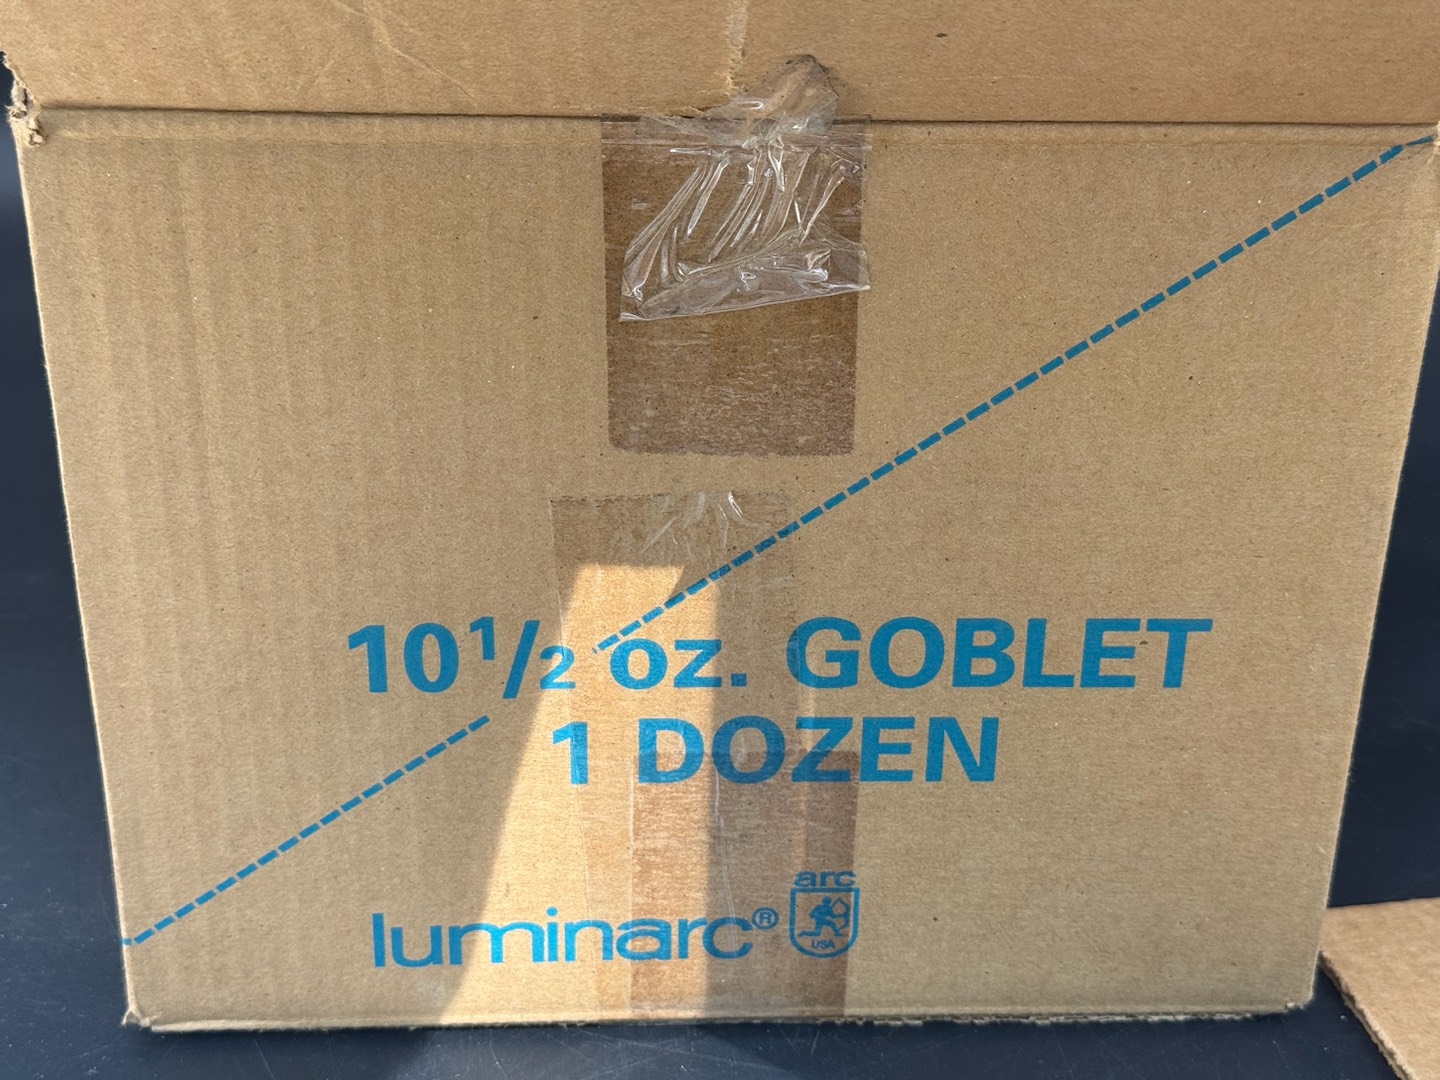 10½ oz. GOBLET
1 DOZEN
arc
luminarc®
USA